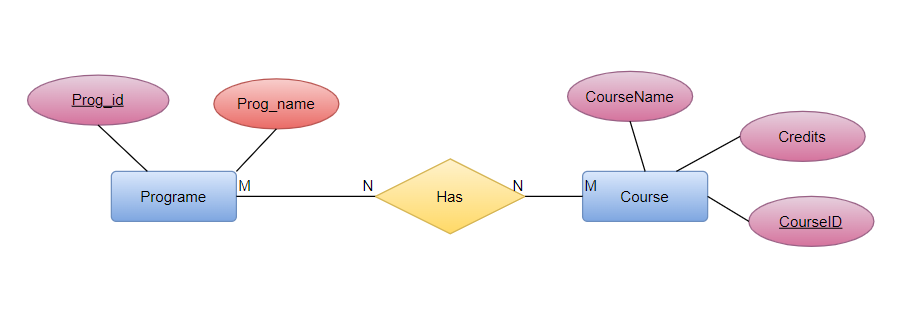 CourseName
Prog_id
Prog_name
Credits
M
N
N
M
Programe
Has
Course
CourseID